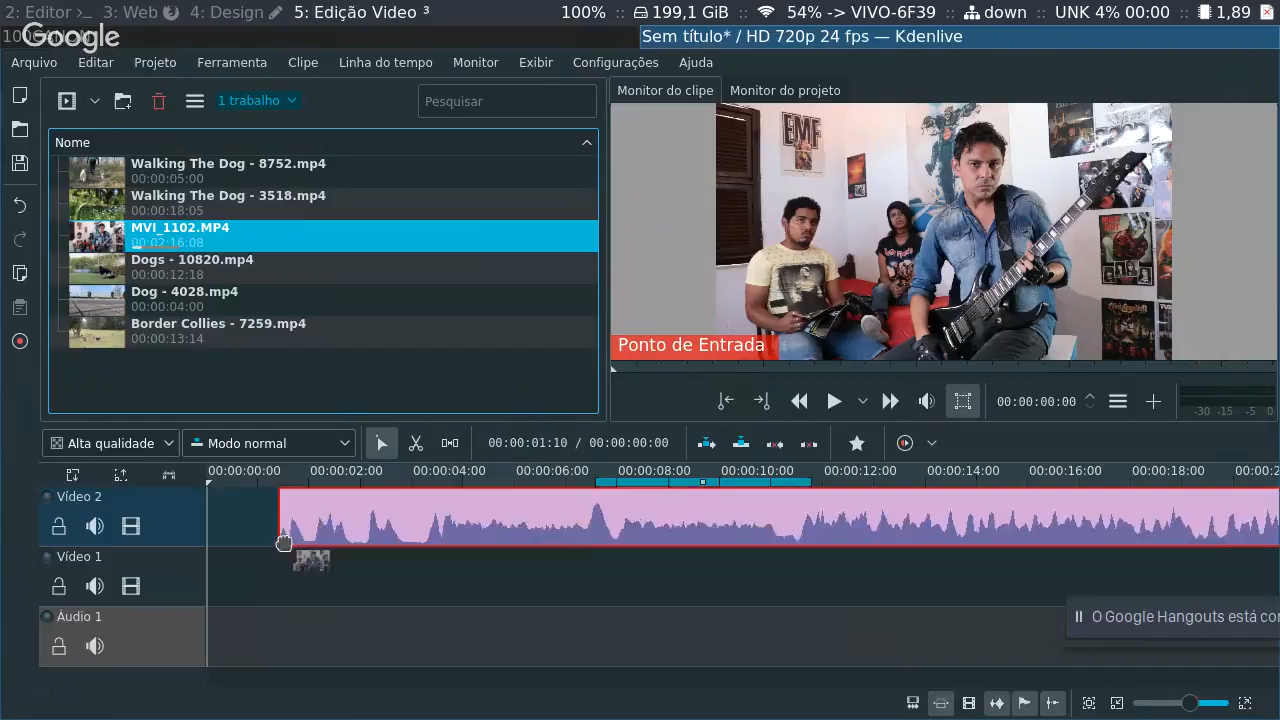 2: Editor >_ 3: Web 4: Design 5: Edição Video ³ 100% :: 199,1 GiB :: 54% -> VIVO-6F39 :: down :: UNK 4% 00:00 :: 1,89
Google
Sem título* / HD 720p 24 fps — Kdenlive
Arquivo Editar Projeto Ferramenta Clipe Linha do tempo Monitor Exibir Configurações Ajuda
1 trabalho
Pesquisar
Monitor do clipe Monitor do projeto
Nome
Walking The Dog - 8752.mp4
00:00:05:00
Walking The Dog - 3518.mp4
00:00:18:05
MVI_1102.MP4
00:02:16:08
Dogs - 10820.mp4
00:00:12:18
Dog - 4028.mp4
00:00:04:00
Border Collies - 7259.mp4
00:00:13:14
EMF
Ponto de Entrada
00:00:00:00
-30 -15 -5 0
Alta qualidade
Modo normal
00:00:01:10 / 00:00:00:00
00:00:00:00 00:00:02:00 00:00:04:00 00:00:06:00 00:00:08:00 00:00:10:00 00:00:12:00 00:00:14:00 00:00:16:00 00:00:18:00 00:00:2
Vídeo 2
Vídeo 1
Áudio 1
O Google Hangouts está co